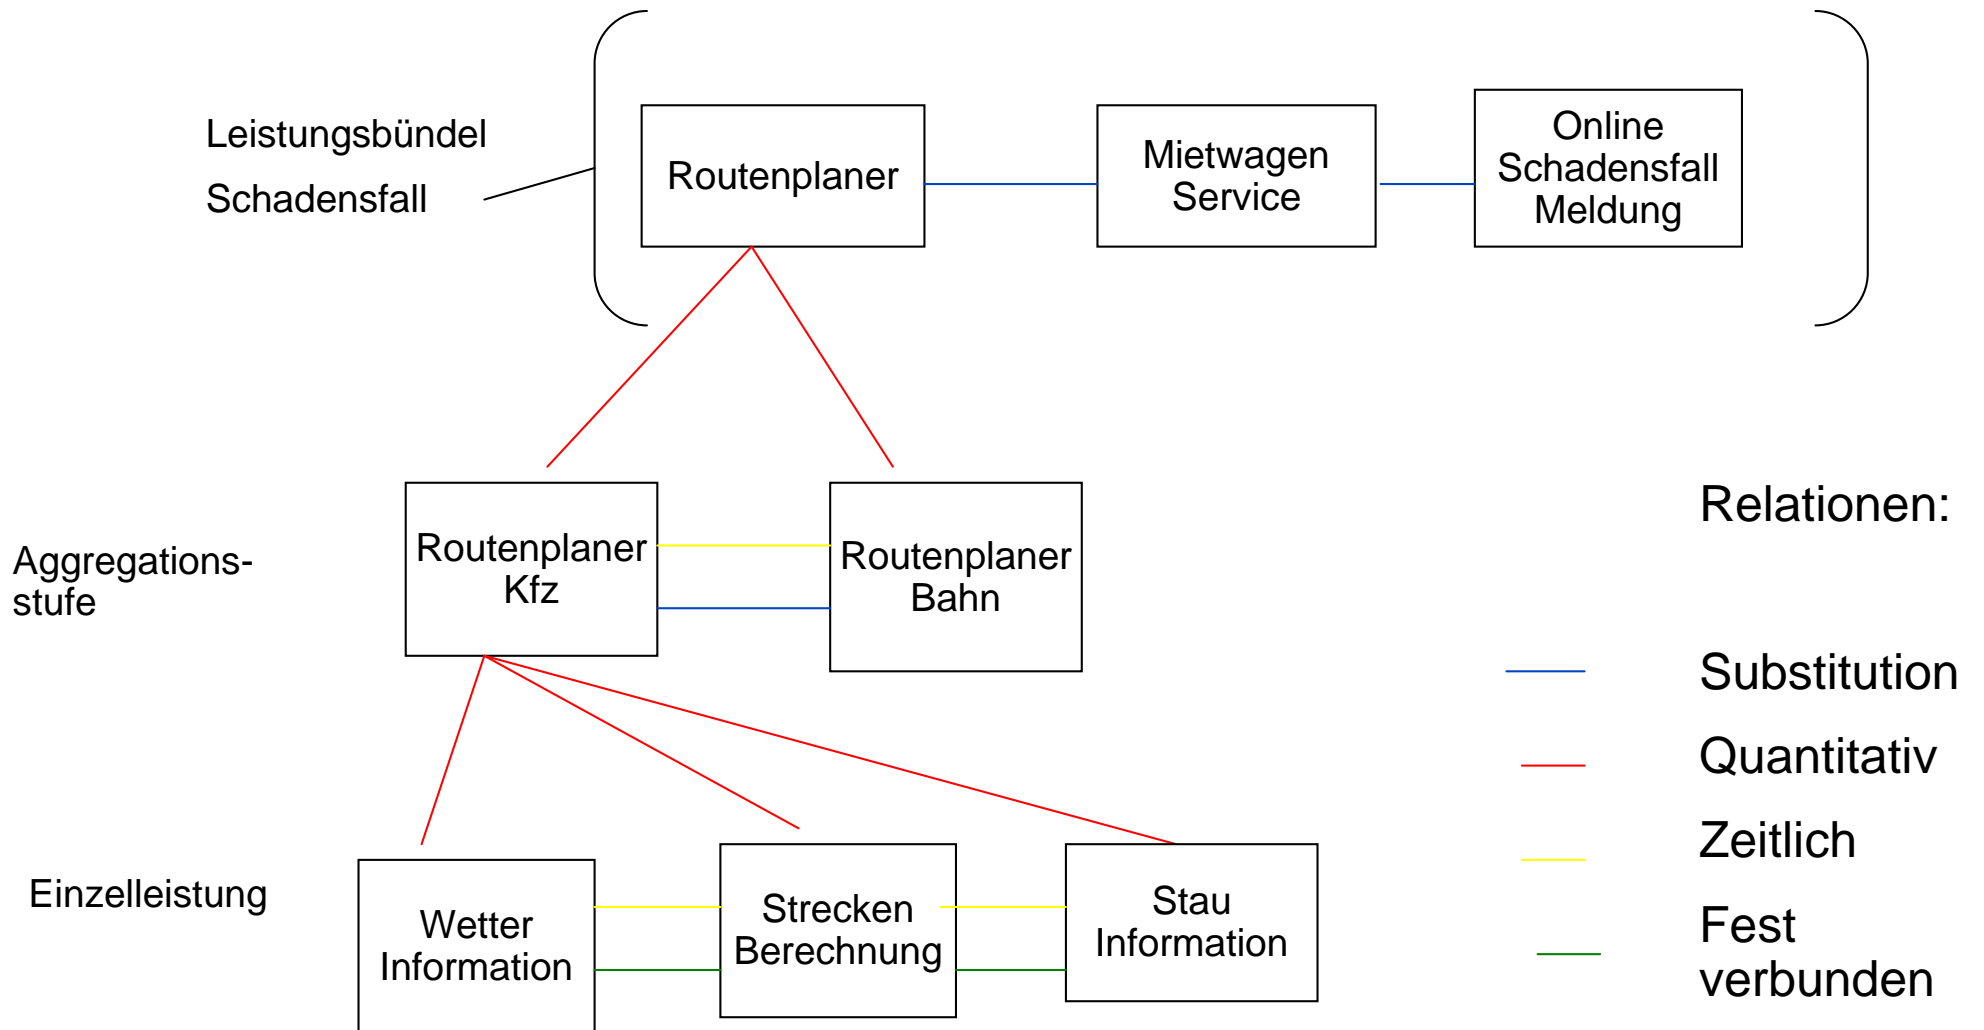 Leistungsbündel
Schadensfall
Routenplaner
Mietwagen
Service
Online
Schadensfall
Meldung
Aggregations-
stufe
Routenplaner
Kfz
Routenplaner
Bahn
Relationen:
Substitution
Quantitativ
Zeitlich
Fest
verbunden
Einzelleistung
Wetter
Information
Strecken
Berechnung
Stau
Information